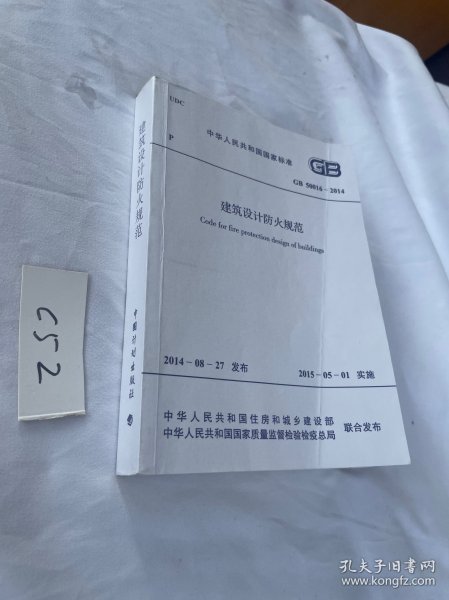 UDC
P
中华人民共和国国家标准
GB
GB 50016-2014
建筑设计防火规范
Code for fire protection design of buildings
2014-08-27 发布
2015-05-01 实施
中华人民共和国住房和城乡建设部
中华人民共和国国家质量监督检验检疫总局
联合发布
建筑设计防火规范
中国计划出版社
C52
孔夫子旧书网
www.kongfz.com